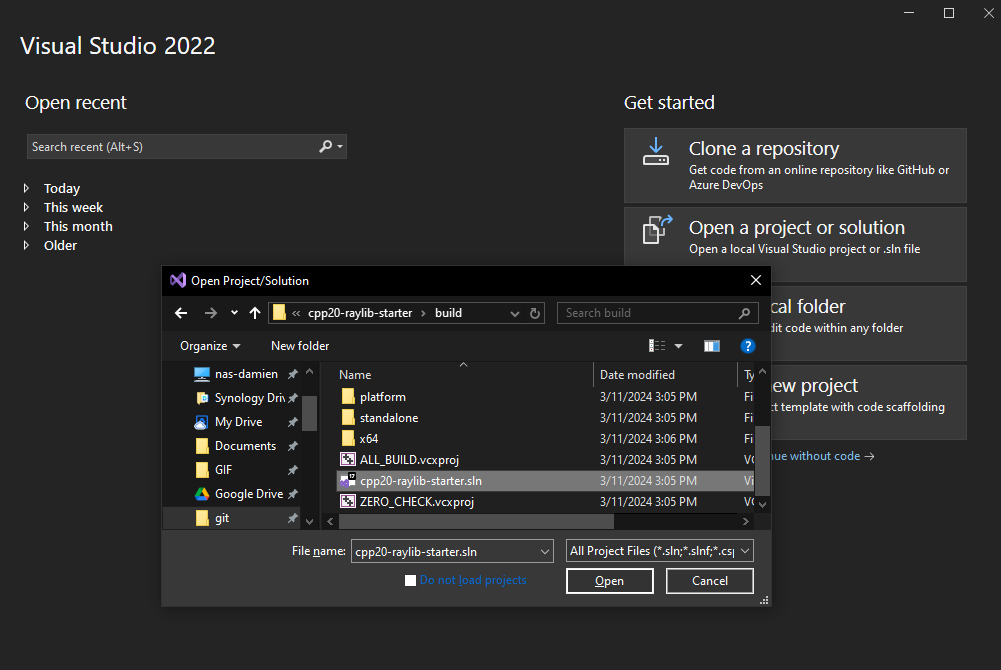 Visual Studio 2022
Open recent
Search recent (Alt+S)
Today
This week
This month
Older
Get started
Clone a repository
Get code from an online repository like GitHub or
Azure DevOps
Open a project or solution
Open a local Visual Studio project or .sln file
cal folder
dit code within any folder
ew project
ct template with code scaffolding
nue without code →
Open Project/Solution
« cpp20-raylib-starter › build
Search build
Organize
New folder
?
nas-damien
Synology Driv
My Drive
Documents
GIF
Google Drive
git
Name Date modified Ty
platform 3/11/2024 3:05 PM Fi
standalone 3/11/2024 3:05 PM Fi
x64 3/11/2024 3:06 PM Fi
ALL_BUILD.vcxproj 3/11/2024 3:05 PM VC
cpp20-raylib-starter.sln 3/11/2024 3:05 PM Vi
ZERO_CHECK.vcxproj 3/11/2024 3:05 PM VC
File name: cpp20-raylib-starter.sln All Project Files (*.sln;*.slnf;*.csp
Do not load projects
Open Cancel